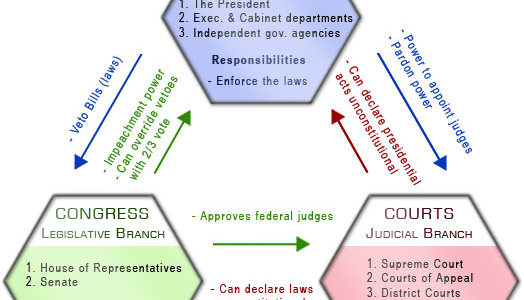 1. The President
2. Exec. & Cabinet departments
3. Independent gov. agencies
Responsibilities
- Enforce the laws
- Veto Bills (laws)
- Impeachment power
- Can override vetoes
with 2/3 vote
- Can declare presidential
acts unconstitutional
- Power to appoint judges
- Pardon power
CONGRESS
LEGISLATIVE BRANCH
1. House of Representatives
2. Senate
- Approves federal judges
- Can declare laws
COURTS
JUDICIAL BRANCH
1. Supreme Court
2. Courts of Appeal
3. District Courts